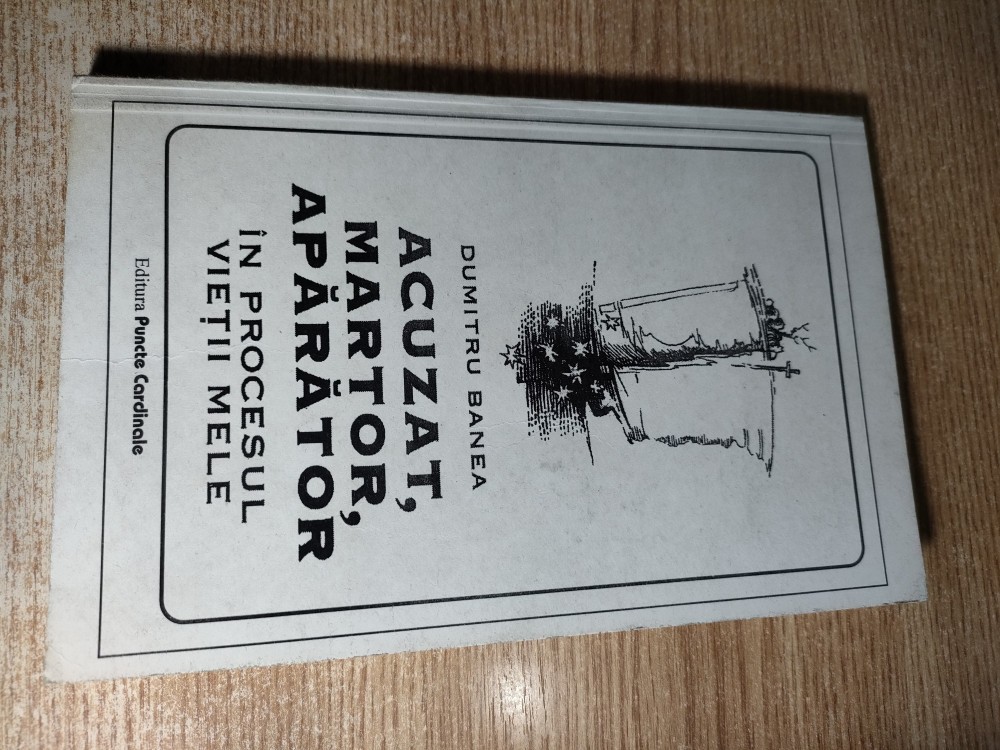 DUMITRU BANEA
ACUZAT,
MARTOR,
APĂRĂTOR
ÎN PROCESUL
VIEȚII MELE
Editura Puncte Cardinale